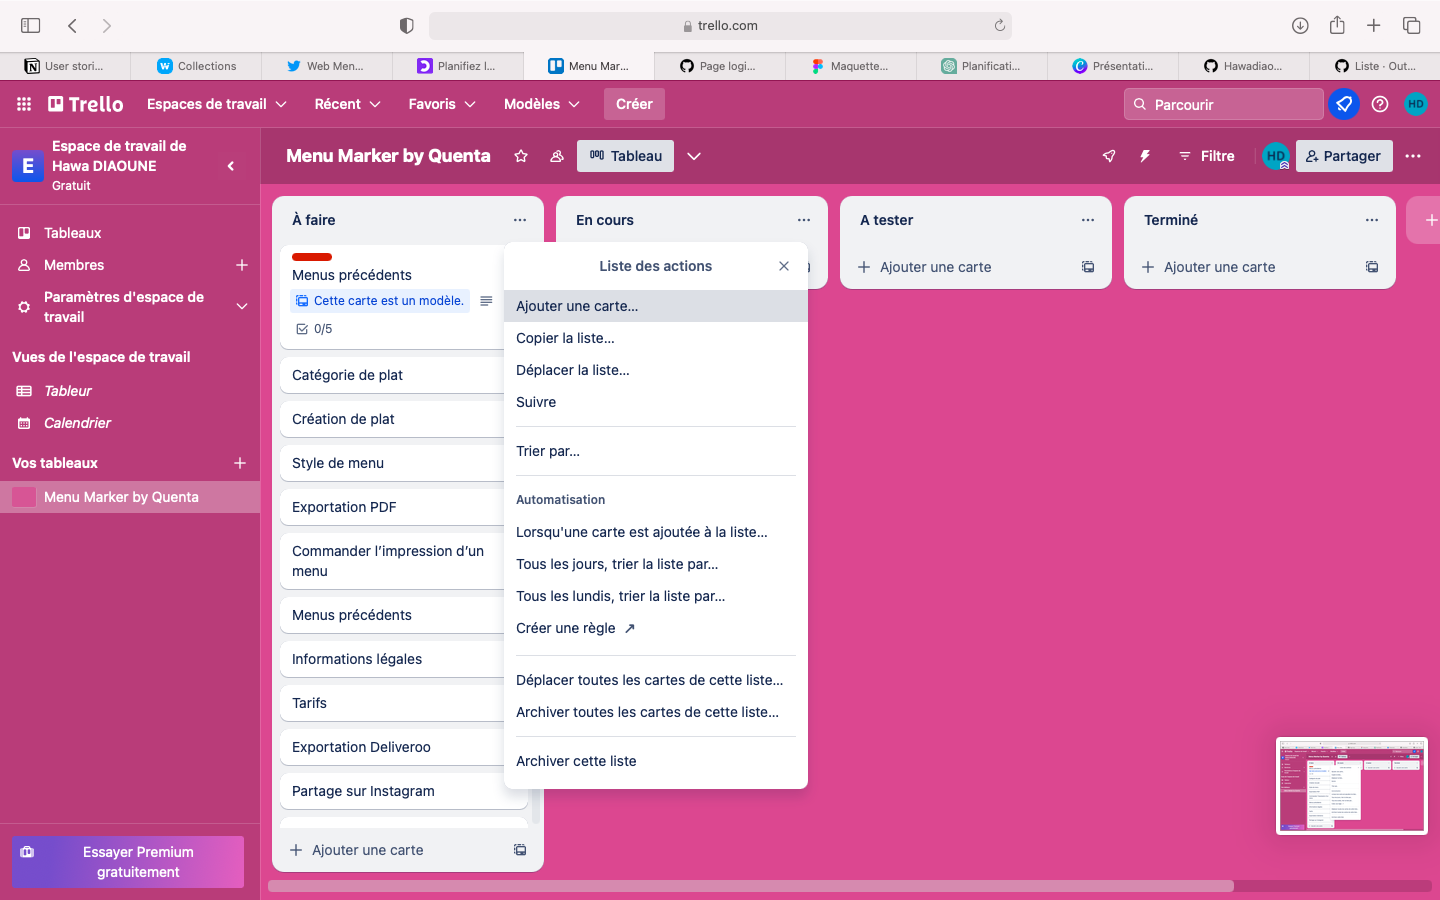 trello.com
User stori...
Collections
Web Men...
Planifiez l...
Menu Mar...
Page logi...
Maquette...
Planificati...
Présentati...
Hawadiao...
Liste · Out...
Trello
Espaces de travail
Récent
Favoris
Modèles
Créer
Parcourir
HD
E
Espace de travail de
Hawa DIAOUNE
Gratuit
Menu Marker by Quenta
Tableau
Filtre
HD
Partager
Tableaux
Membres
Paramètres d'espace de
travail
Vues de l'espace de travail
Tableur
Calendrier
Vos tableaux
Menu Marker by Quenta
Essayer Premium
gratuitement
À faire
Menus précédents
Cette carte est un modèle.
0/5
Catégorie de plat
Création de plat
Style de menu
Exportation PDF
Commander l’impression d’un
menu
Menus précédents
Informations légales
Tarifs
Exportation Deliveroo
Partage sur Instagram
Ajouter une carte
En cours
Liste des actions
Ajouter une carte...
Copier la liste...
Déplacer la liste...
Suivre
Trier par...
Automatisation
Lorsqu'une carte est ajoutée à la liste...
Tous les jours, trier la liste par...
Tous les lundis, trier la liste par...
Créer une règle ↗
Déplacer toutes les cartes de cette liste...
Archiver toutes les cartes de cette liste...
Archiver cette liste
A tester
Ajouter une carte
Terminé
Ajouter une carte